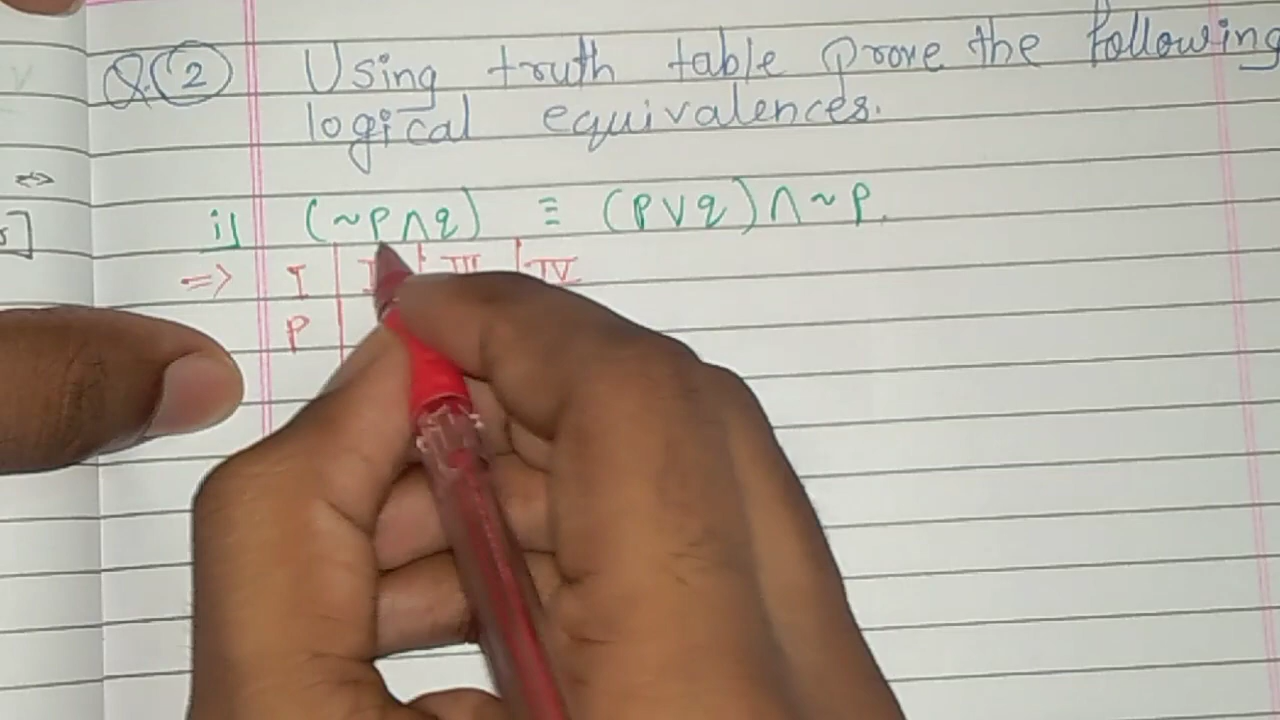 Q.(2) Using truth table prove the following
logical equivalences.
⇔
i] (~p∧q) ≡ (p∨q)∧~p.
=> I III IV
P